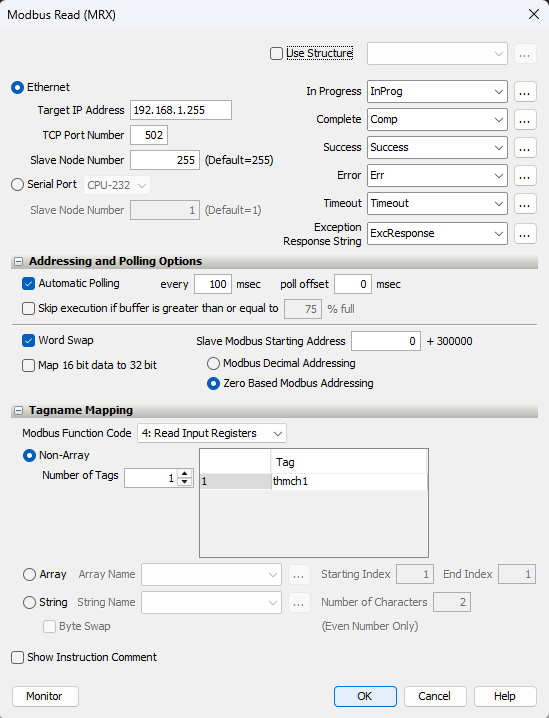 Modbus Read (MRX)
Use Structure
...
Ethernet
Target IP Address 192.168.1.255
TCP Port Number 502
Slave Node Number 255 (Default=255)
Serial Port CPU-232
Slave Node Number 1 (Default=1)
In Progress InProg ...
Complete Comp ...
Success Success ...
Error Err ...
Timeout Timeout ...
Exception
Response String ExcResponse ...
Addressing and Polling Options
Automatic Polling every 100 msec poll offset 0 msec
Skip execution if buffer is greater than or equal to 75 % full
Word Swap Slave Modbus Starting Address 0 + 300000
Map 16 bit data to 32 bit Modbus Decimal Addressing
Zero Based Modbus Addressing
Tagname Mapping
Modbus Function Code 4: Read Input Registers
Non-Array
Number of Tags 1
Tag
1 thmch1
Array Array Name ... Starting Index 1 End Index 1
String String Name ... Number of Characters 2
Byte Swap (Even Number Only)
Show Instruction Comment
Monitor OK Cancel Help